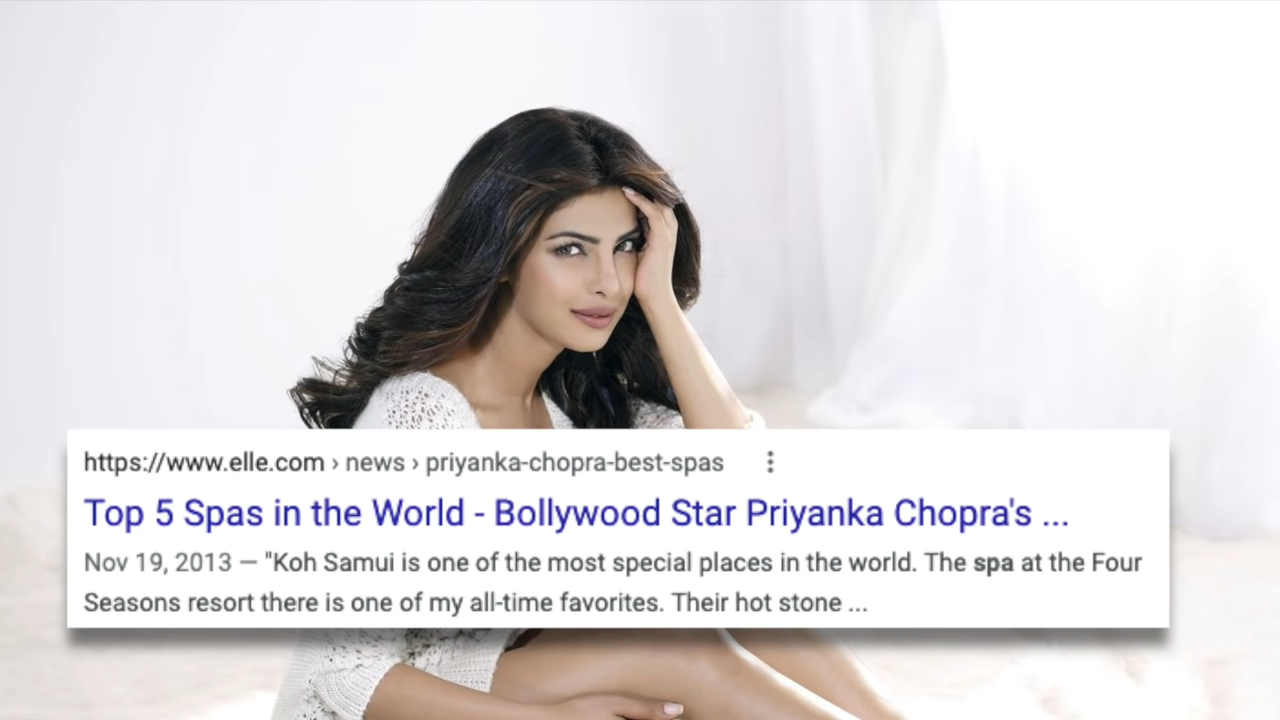 https://www.elle.com › news › priyanka-chopra-best-spas
Top 5 Spas in the World - Bollywood Star Priyanka Chopra's ...
Nov 19, 2013 — "Koh Samui is one of the most special places in the world. The spa at the Four
Seasons resort there is one of my all-time favorites. Their hot stone ...